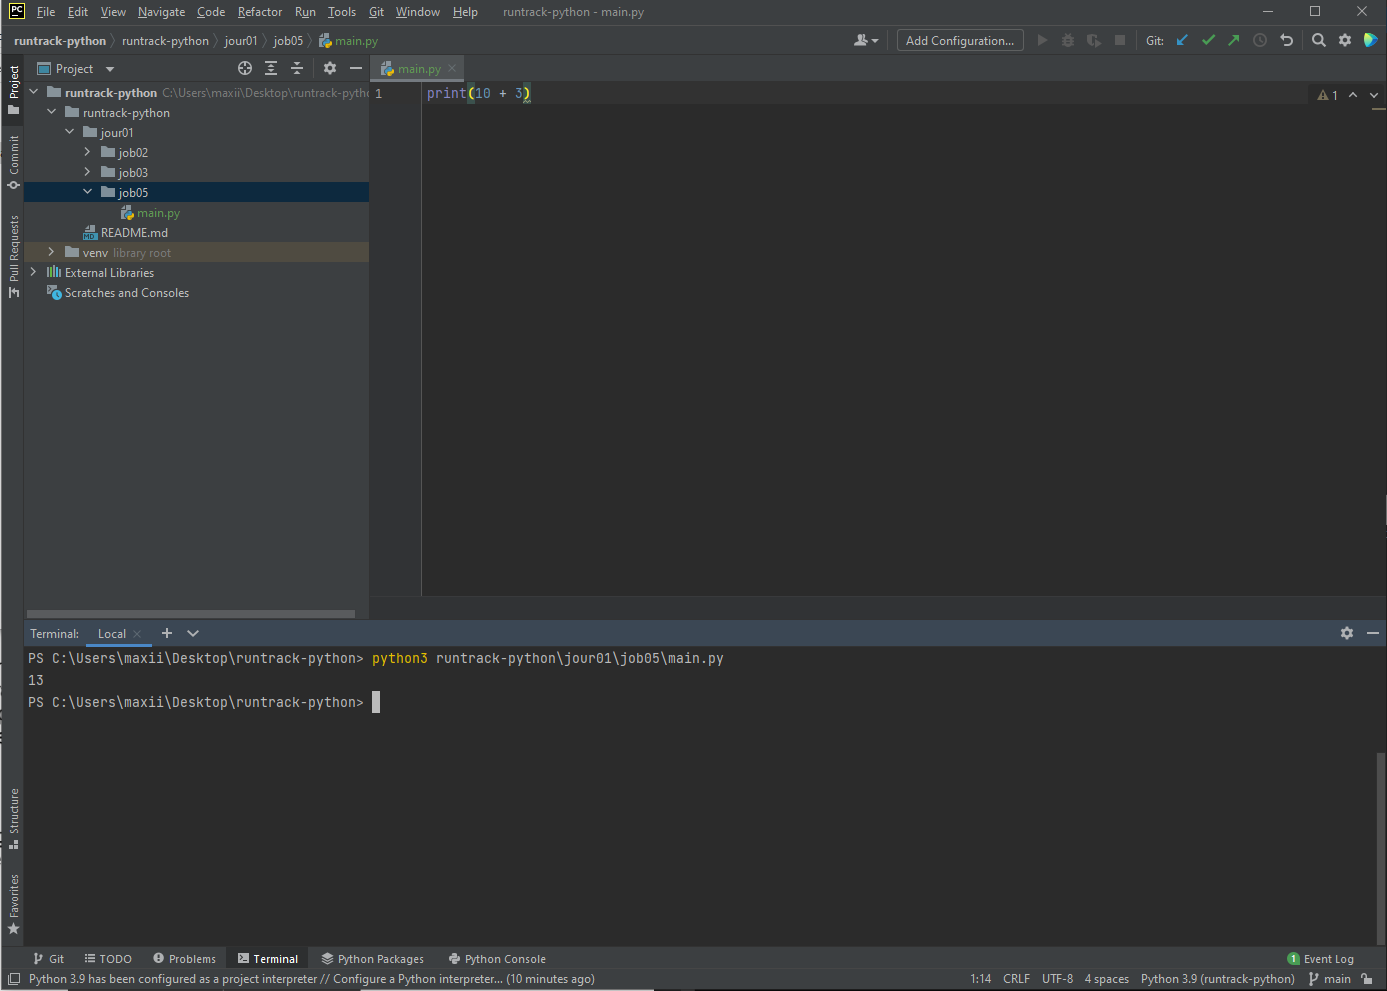 PC File Edit View Navigate Code Refactor Run Tools Git Window Help runtrack-python - main.py
runtrack-python runtrack-python jour01 job05 main.py Add Configuration... Git:
Project Project main.py
runtrack-python C:\Users\maxii\Desktop\runtrack-pytho 1 print(10 + 3) 1
runtrack-python
jour01
Commit
job02
job03
job05
main.py
Pull Requests
README.md
venv library root
External Libraries
Scratches and Consoles
Terminal: Local
PS C:\Users\maxii\Desktop\runtrack-python> python3 runtrack-python\jour01\job05\main.py
13
PS C:\Users\maxii\Desktop\runtrack-python>
Structure
Favorites
Git TODO Problems Terminal Python Packages Python Console 1 Event Log
Python 3.9 has been configured as a project interpreter // Configure a Python interpreter... (10 minutes ago) 1:14 CRLF UTF-8 4 spaces Python 3.9 (runtrack-python) main